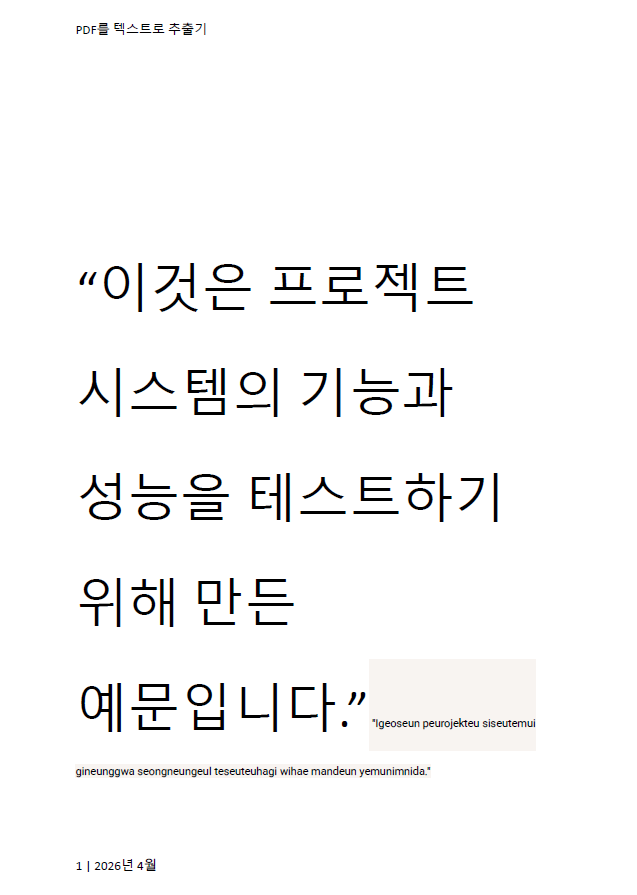 PDF를 텍스트로 추출기
“이것은 프로젝트
시스템의 기능과
성능을 테스트하기
위해 만든
예문입니다.” "Igeoseun peurojekteu siseutemui
gineunggwa seongneungeul teseuteuhagi wihae mandeun yemunimnida."
1 | 2026년 4월